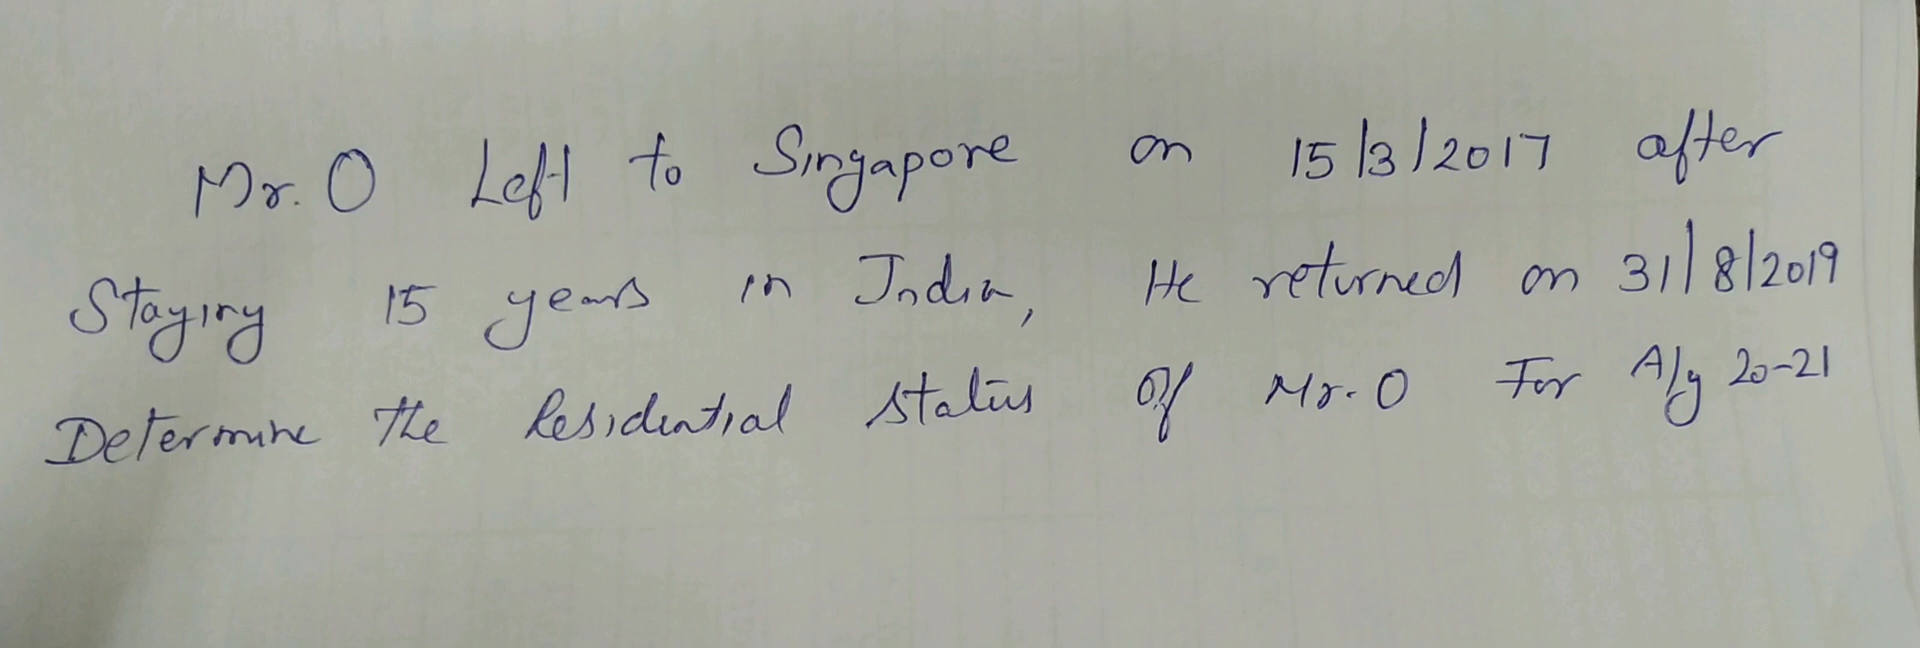 Mr. O Left to Singapore on 15/3/2017 after
Staying 15 years in India, He returned on 31/8/2019
Determine the Residential status of Mr. O For A/y 20-21